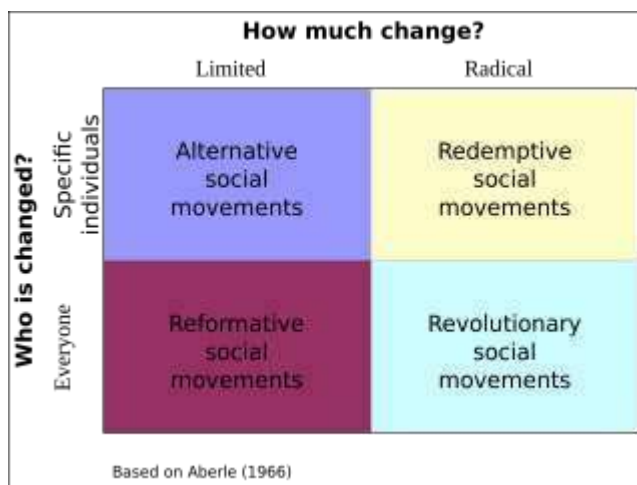 How much change?
Limited
Radical
Who is changed?
Specific
individuals
Alternative
social
movements
Redemptive
social
movements
Everyone
Reformative
social
movements
Revolutionary
social
movements
Based on Aberle (1966)